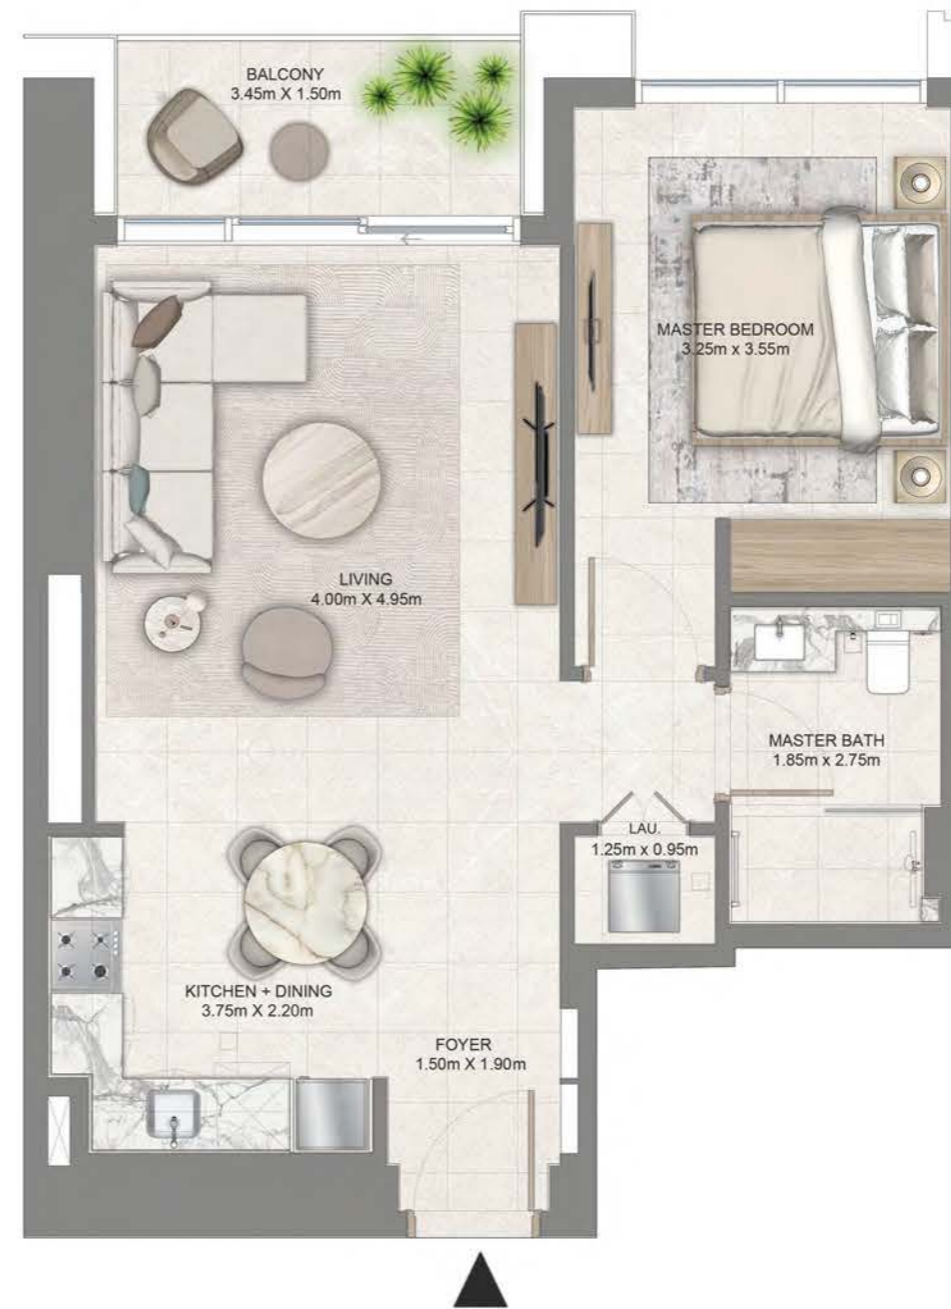 BALCONY
3.45m X 1.50m
MASTER BEDROOM
3.25m x 3.55m
LIVING
4.00m X 4.95m
MASTER BATH
1.85m x 2.75m
LAU.
1.25m x 0.95m
KITCHEN + DINING
3.75m X 2.20m
FOYER
1.50m X 1.90m